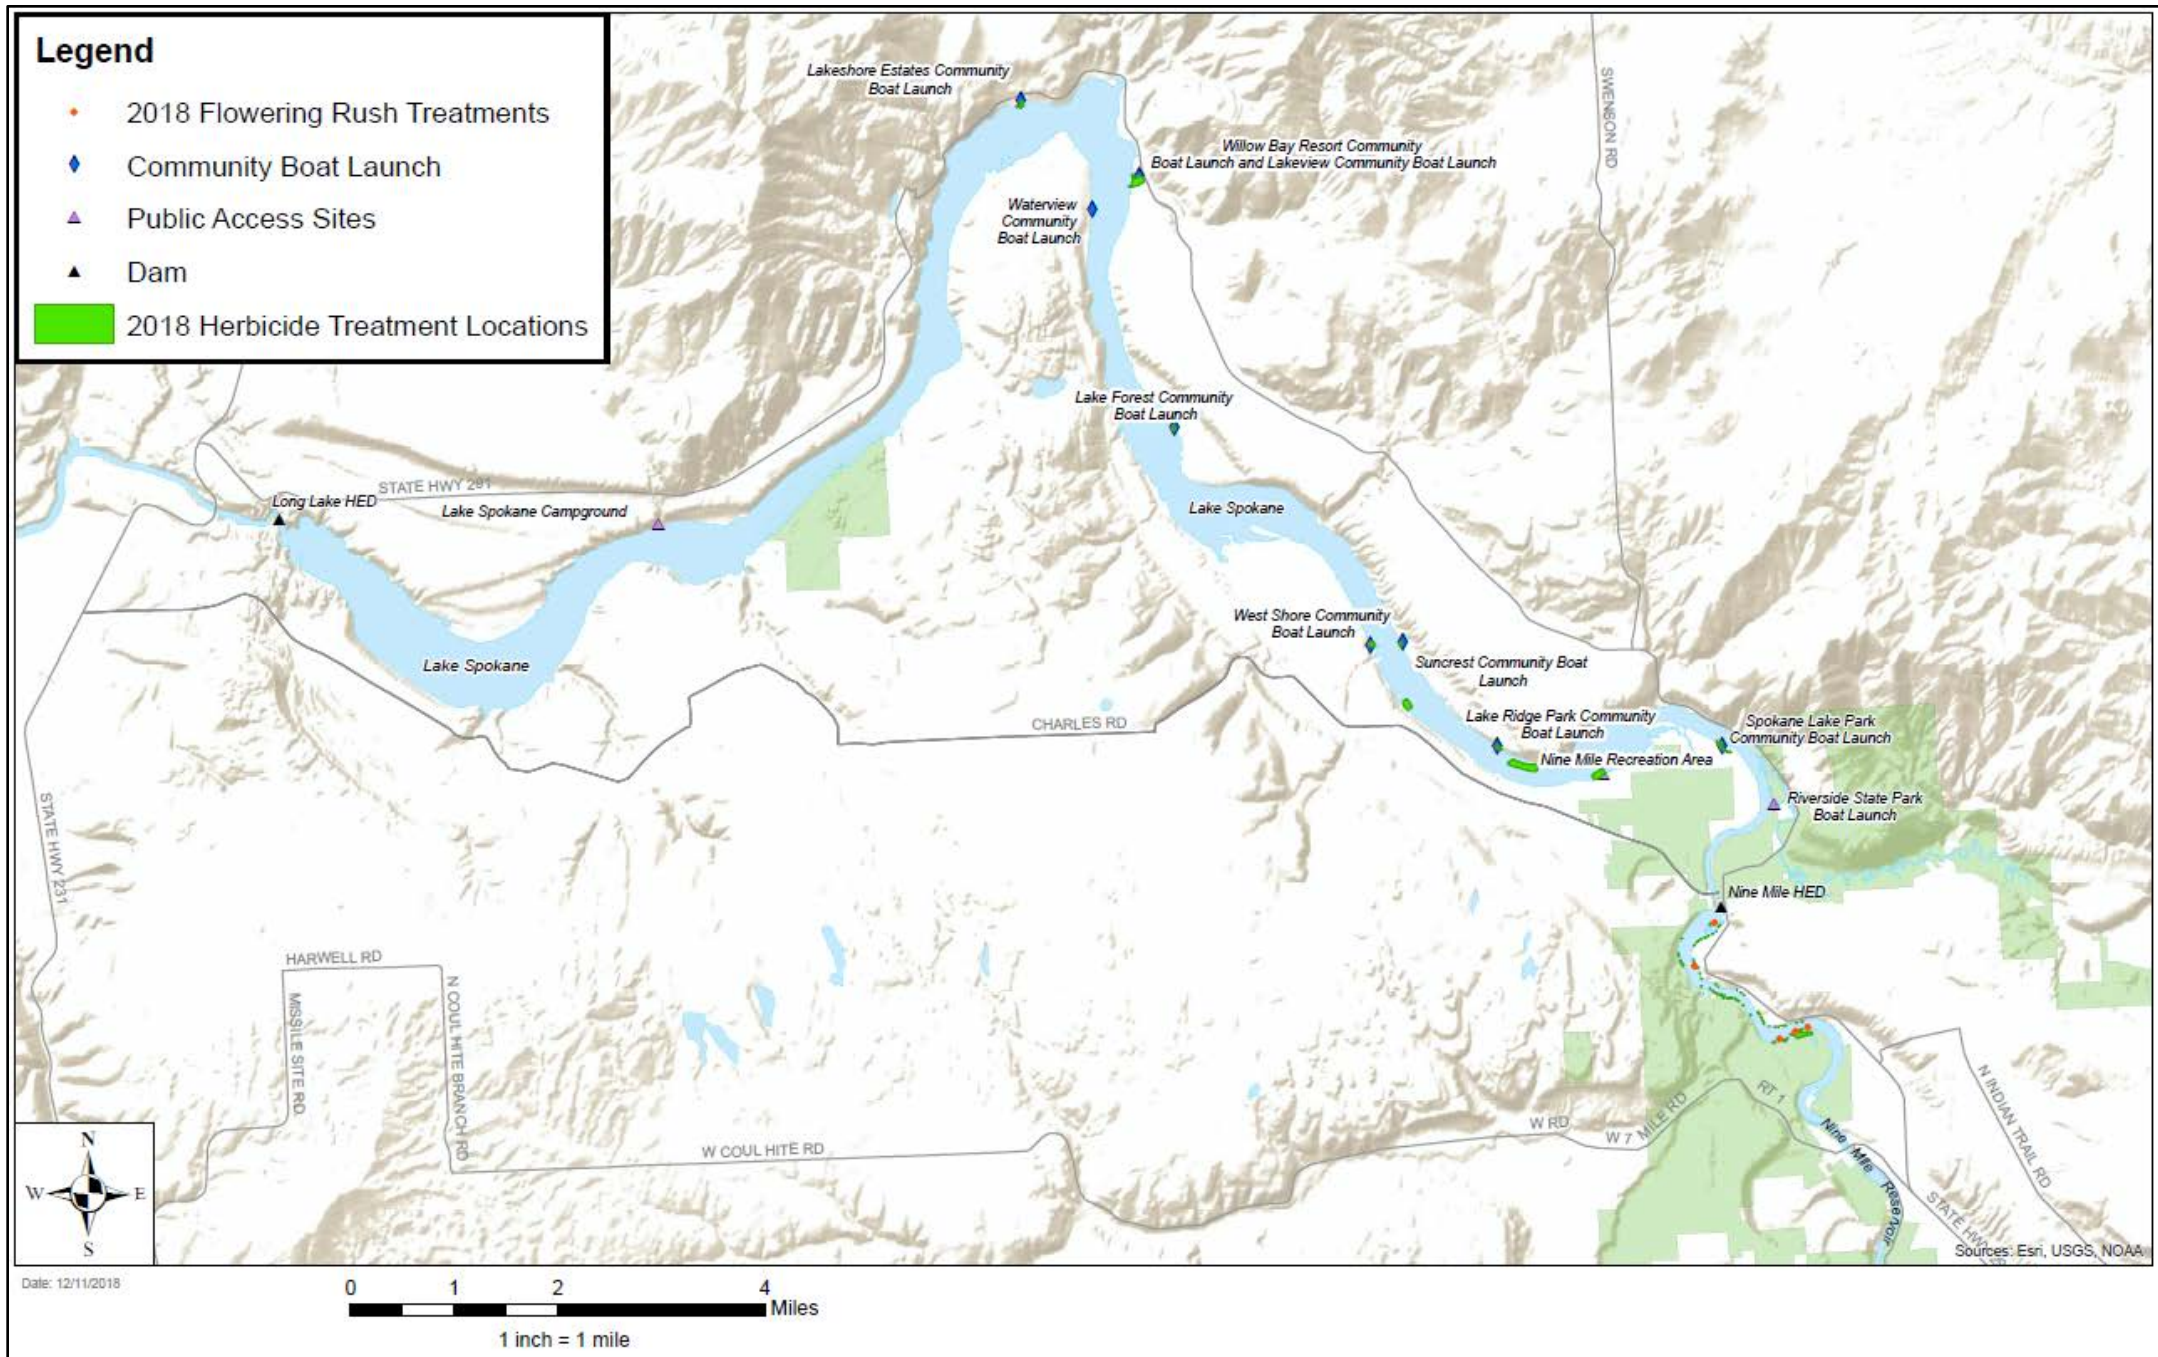 Legend
2018 Flowering Rush Treatments
Community Boat Launch
Public Access Sites
Dam
2018 Herbicide Treatment Locations
Lakeshore Estates Community
Boat Launch
Willow Bay Resort Community
Boat Launch and Lakeview Community Boat Launch
Waterview
Community
Boat Launch
SWENSON RD
Lake Forest Community
Boat Launch
STATE HWY 291
Long Lake HED
Lake Spokane Campground
Lake Spokane
Lake Spokane
West Shore Community
Boat Launch
Suncrest Community Boat
Launch
Lake Ridge Park Community
Boat Launch
Spokane Lake Park
Community Boat Launch
CHARLES RD
Nine Mile Recreation Area
Riverside State Park
Boat Launch
STATE HWY 231
Nine Mile HED
HARWELL RD
MISSILE SITE RD
N COUL HITE BRANCH RD
W COUL HITE RD
W RD
W 7 MILE RD
RT 1
N INDIAN TRAIL RD
Nine Mile Reservoir
STATE HWY
N
W
E
S
Sources: Esri, USGS, NOAA
Date: 12/11/2018
0 1 2 4
Miles
1 inch = 1 mile